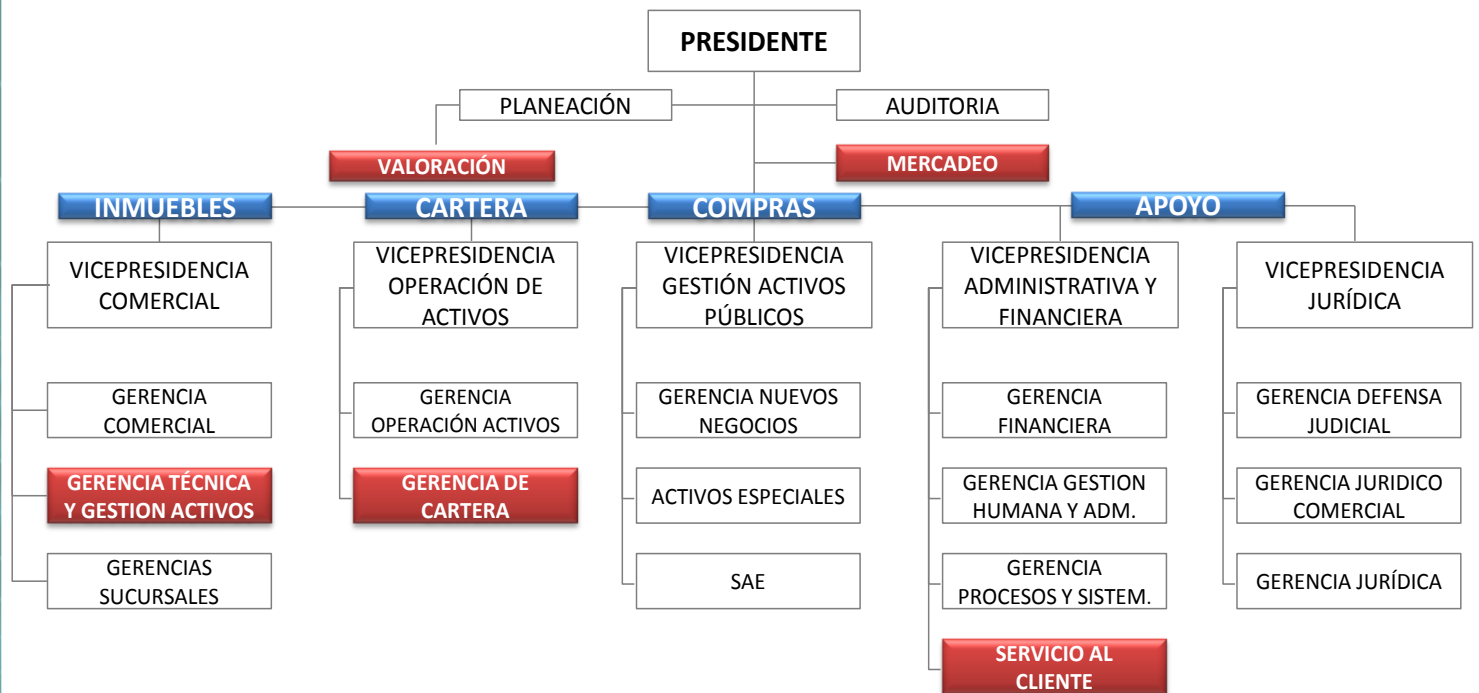 PRESIDENTE
PLANEACIÓN
AUDITORIA
VALORACIÓN
MERCADEO
INMUEBLES
CARTERA
COMPRAS
APOYO
VICEPRESIDENCIA
COMERCIAL
VICEPRESIDENCIA
OPERACIÓN DE
ACTIVOS
VICEPRESIDENCIA
GESTIÓN ACTIVOS
PÚBLICOS
VICEPRESIDENCIA
ADMINISTRATIVA Y
FINANCIERA
VICEPRESIDENCIA
JURÍDICA
GERENCIA
COMERCIAL
GERENCIA
OPERACIÓN ACTIVOS
GERENCIA NUEVOS
NEGOCIOS
GERENCIA
FINANCIERA
GERENCIA DEFENSA
JUDICIAL
GERENCIA TÉCNICA
Y GESTION ACTIVOS
GERENCIA DE
CARTERA
ACTIVOS ESPECIALES
GERENCIA GESTION
HUMANA Y ADM.
GERENCIA JURIDICO
COMERCIAL
GERENCIAS
SUCURSALES
SAE
GERENCIA
PROCESOS Y SISTEM.
GERENCIA JURÍDICA
SERVICIO AL
CLIENTE